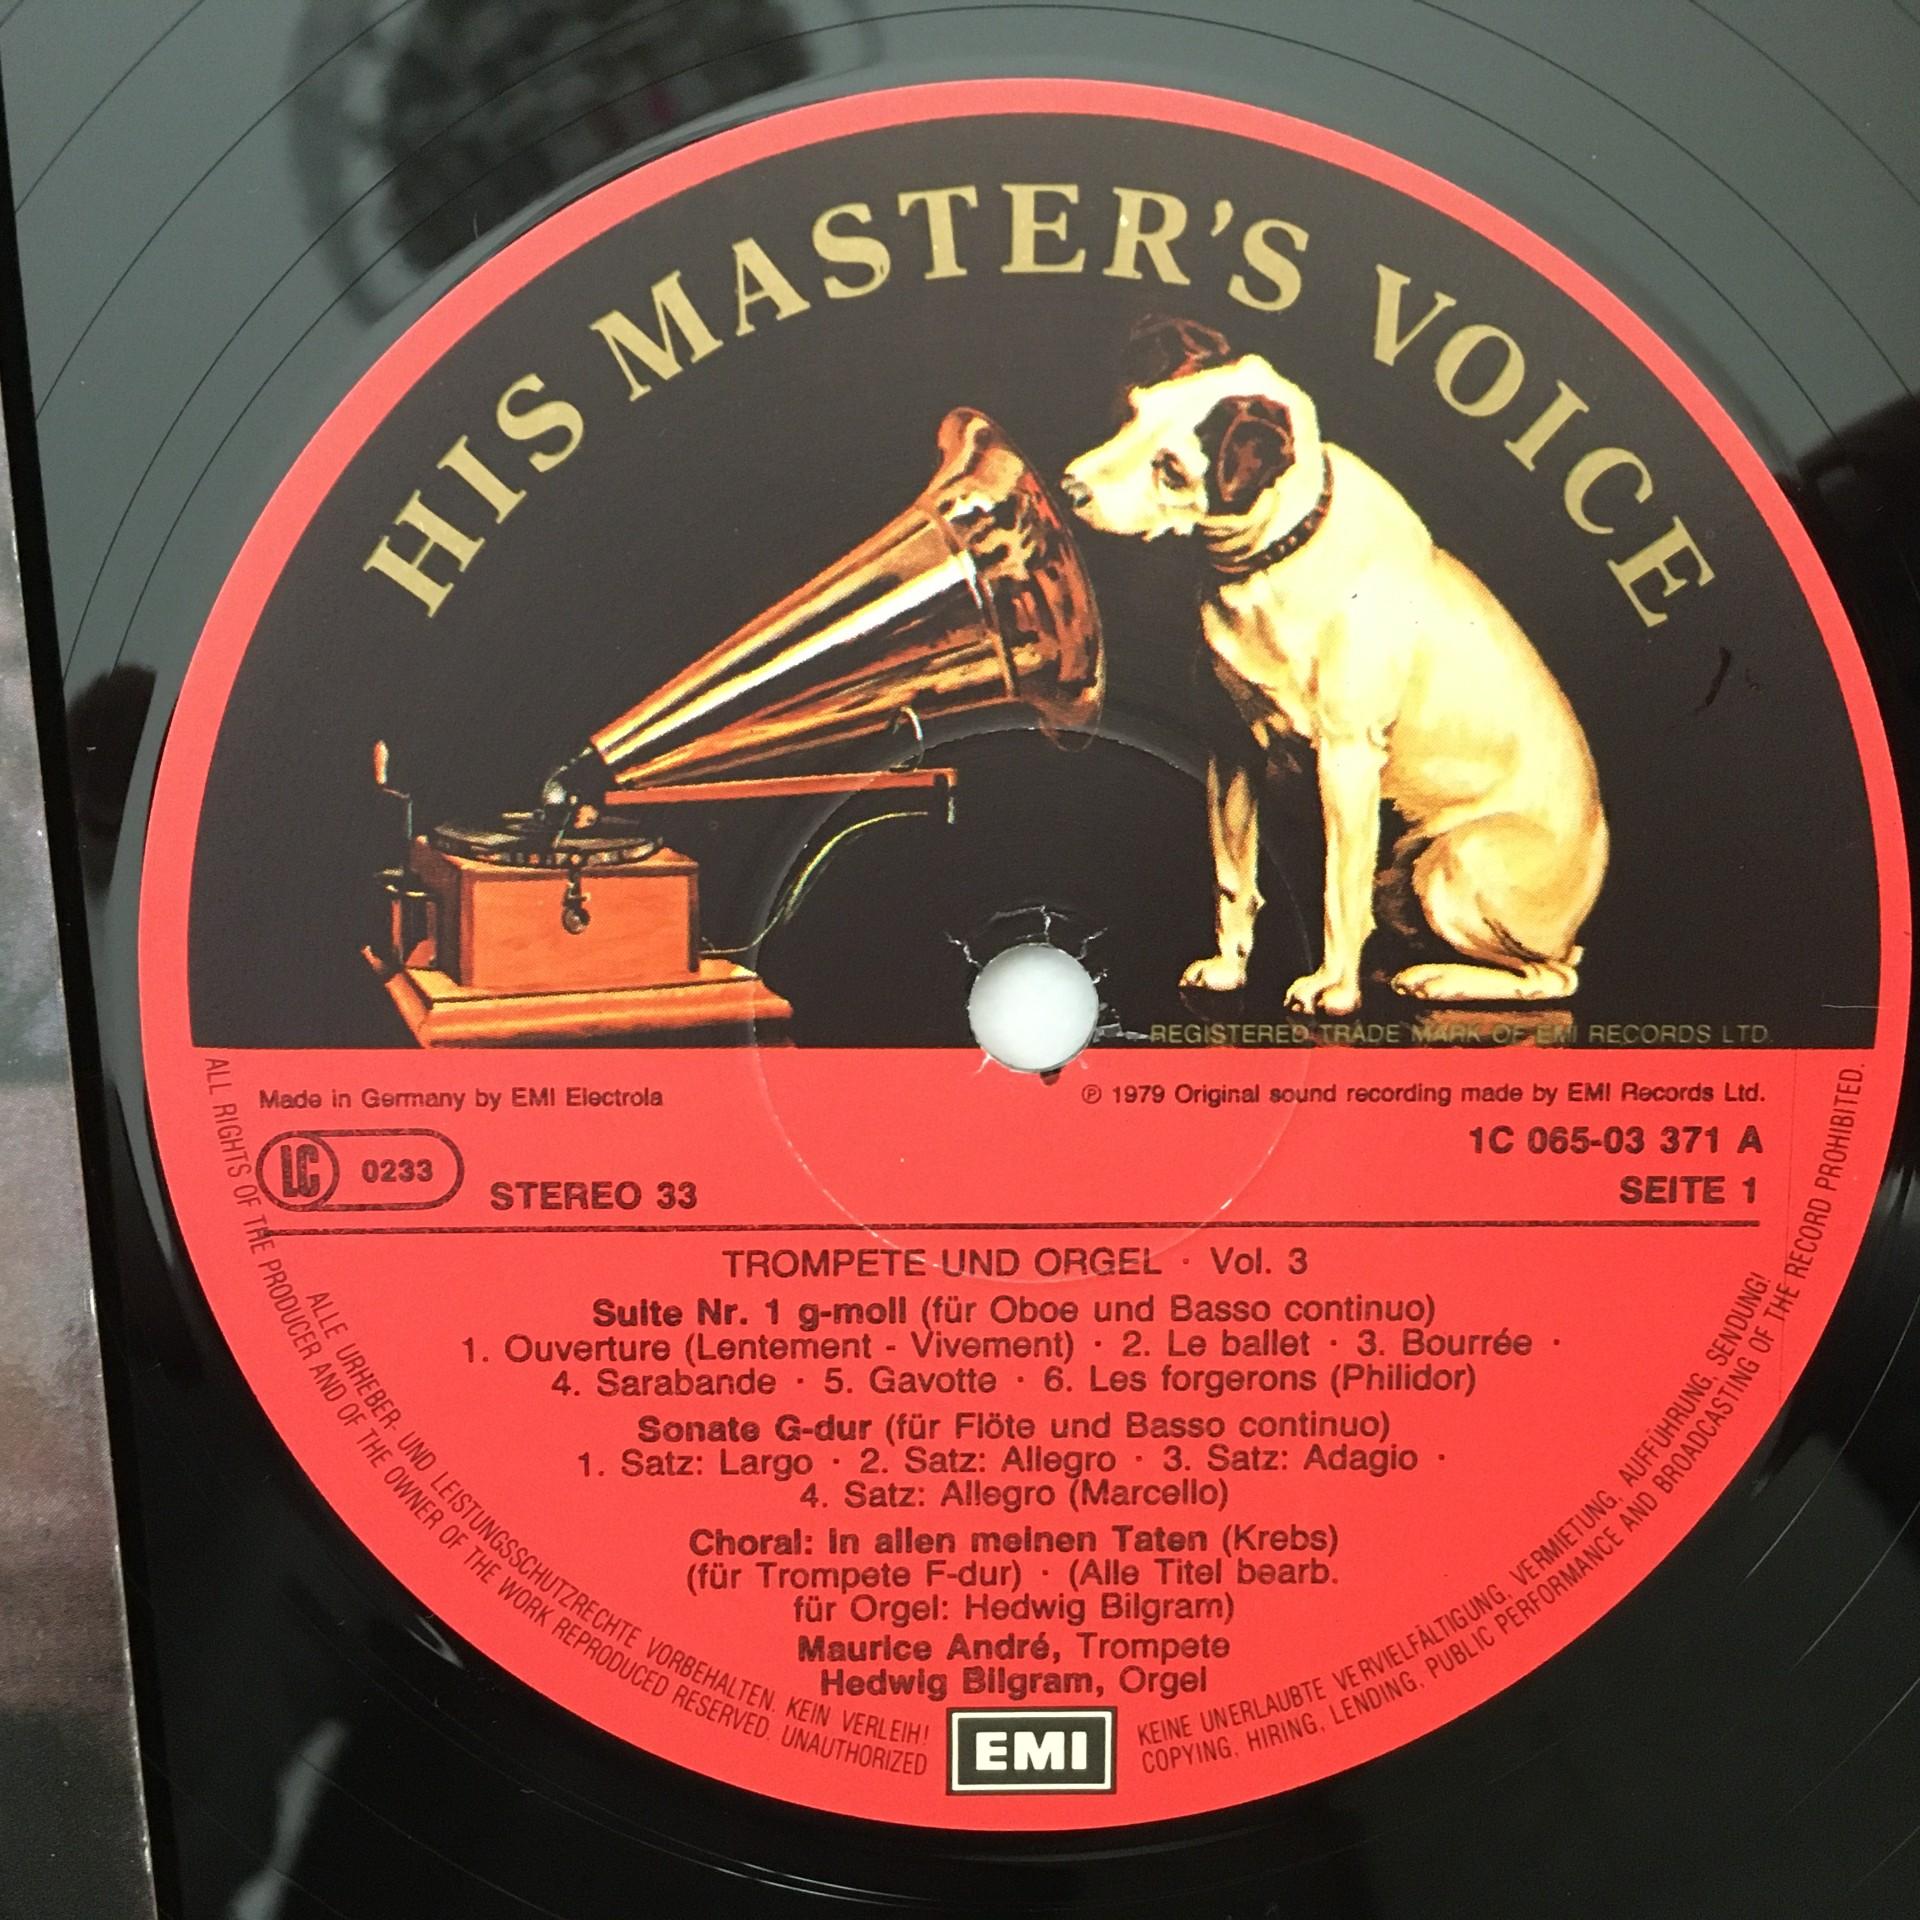 HIS MASTER'S VOICE
REGISTERED TRADE MARK OF EMI RECORDS LTD.
Made in Germany by EMI Electrola
℗ 1979 Original sound recording made by EMI Records Ltd.
LC 0233
STEREO 33
1C 065-03 371 A
SEITE 1
TROMPETE UND ORGEL · Vol. 3
Suite Nr. 1 g-moll (für Oboe und Basso continuo)
1. Ouverture (Lentement - Vivement) · 2. Le ballet · 3. Bourrée ·
4. Sarabande · 5. Gavotte · 6. Les forgerons (Philidor)
Sonate G-dur (für Flöte und Basso continuo)
1. Satz: Largo · 2. Satz: Allegro · 3. Satz: Adagio ·
4. Satz: Allegro (Marcello)
Choral: In allen meinen Taten (Krebs)
(für Trompete F-dur) · (Alle Titel bearb.
für Orgel: Hedwig Bilgram)
Maurice André, Trompete
Hedwig Bilgram, Orgel
EMI
ALLE URHEBER- UND LEISTUNGSSCHUTZRECHTE VORBEHALTEN. KEIN VERLEIH! KEINE UNERLAUBTE VERVIELFÄLTIGUNG, VERMIETUNG, AUFFÜHRUNG, SENDUNG!
ALL RIGHTS OF THE PRODUCER AND OF THE OWNER OF THE WORK REPRODUCED RESERVED. UNAUTHORIZED COPYING, HIRING, LENDING, PUBLIC PERFORMANCE AND BROADCASTING OF THE RECORD PROHIBITED.